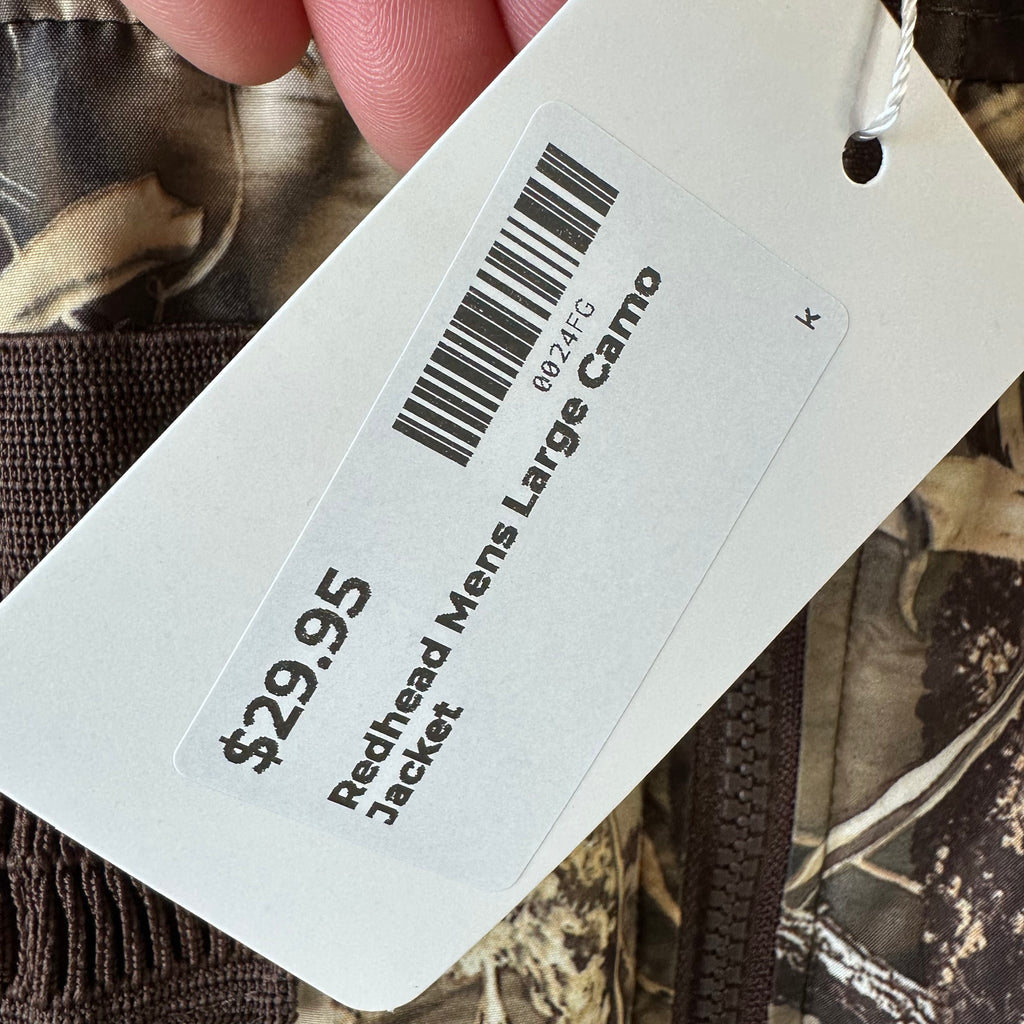 0024FG
$29.95
Redhead Mens Large Camo
Jacket
k